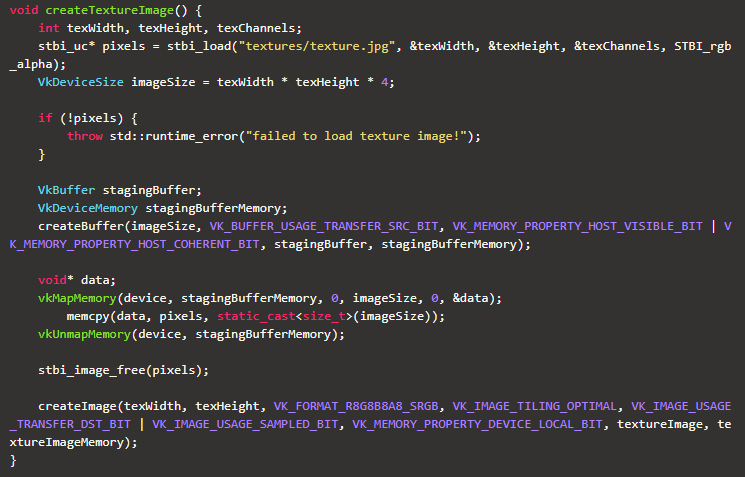 void createTextureImage() {
    int texWidth, texHeight, texChannels;
    stbi_uc* pixels = stbi_load("textures/texture.jpg", &texWidth, &texHeight, &texChannels, STBI_rgb
_alpha);
    VkDeviceSize imageSize = texWidth * texHeight * 4;

    if (!pixels) {
        throw std::runtime_error("failed to load texture image!");
    }

    VkBuffer stagingBuffer;
    VkDeviceMemory stagingBufferMemory;
    createBuffer(imageSize, VK_BUFFER_USAGE_TRANSFER_SRC_BIT, VK_MEMORY_PROPERTY_HOST_VISIBLE_BIT | V
K_MEMORY_PROPERTY_HOST_COHERENT_BIT, stagingBuffer, stagingBufferMemory);

    void* data;
    vkMapMemory(device, stagingBufferMemory, 0, imageSize, 0, &data);
        memcpy(data, pixels, static_cast<size_t>(imageSize));
    vkUnmapMemory(device, stagingBufferMemory);

    stbi_image_free(pixels);

    createImage(texWidth, texHeight, VK_FORMAT_R8G8B8A8_SRGB, VK_IMAGE_TILING_OPTIMAL, VK_IMAGE_USAGE
_TRANSFER_DST_BIT | VK_IMAGE_USAGE_SAMPLED_BIT, VK_MEMORY_PROPERTY_DEVICE_LOCAL_BIT, textureImage, te
xtureImageMemory);
}